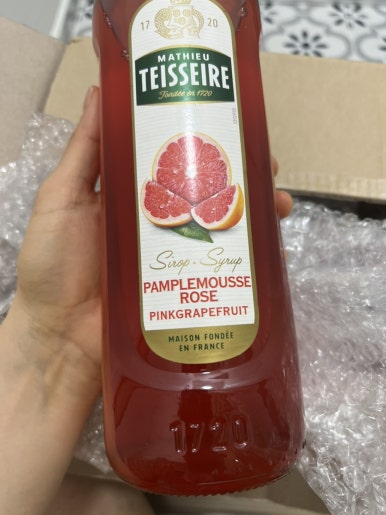 17 20
MATHIEU
TEISSEIRE
Fondée en 1720
Sirop - Syrup
PAMPLEMOUSSE
ROSE
PINKGRAPEFRUIT
MAISON FONDÉE
EN FRANCE
1720